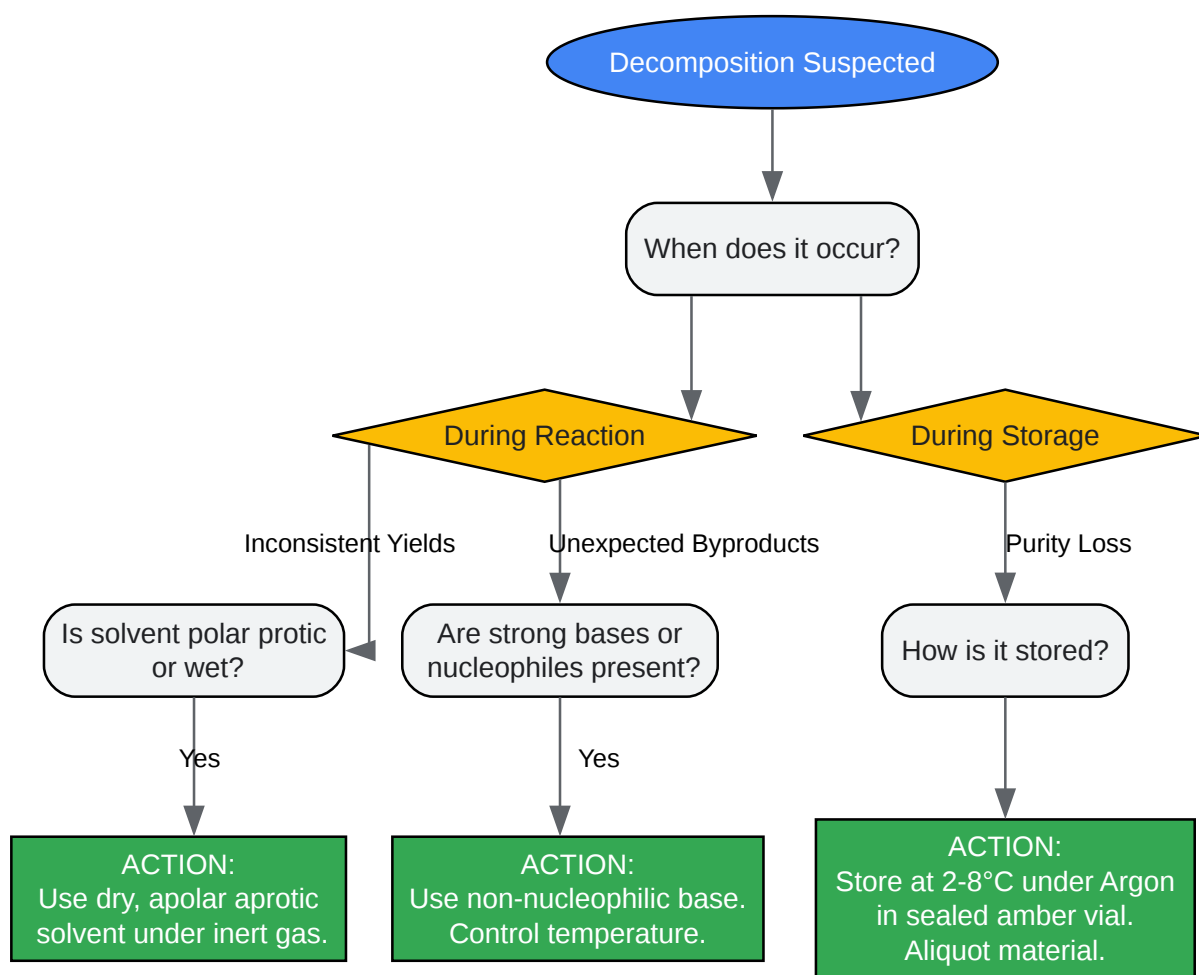 Decomposition Suspected
When does it occur?
During Reaction
During Storage
Inconsistent Yields
Unexpected Byproducts
Purity Loss
Is solvent polar protic
or wet?
Are strong bases or
nucleophiles present?
How is it stored?
Yes
Yes
ACTION:
Use dry, apolar aprotic
solvent under inert gas.
ACTION:
Use non-nucleophilic base.
Control temperature.
ACTION:
Store at 2-8°C under Argon
in sealed amber vial.
Aliquot material.